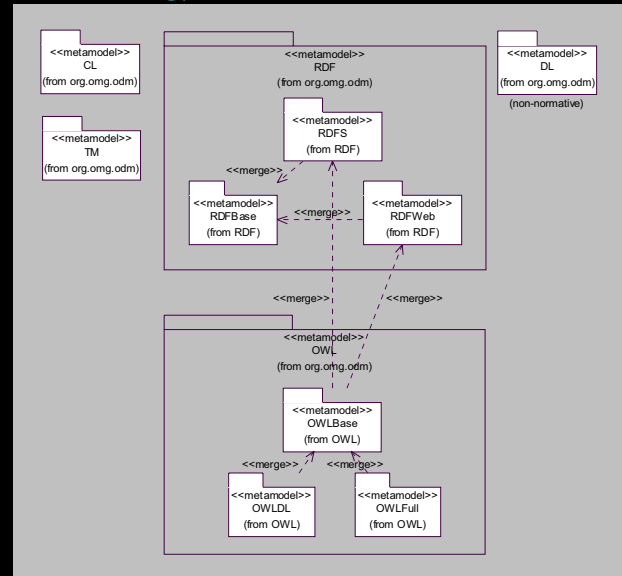 <<metamodel>>
CL
(from org.omg.odm)
<<metamodel>>
TM
(from org.omg.odm)
<<metamodel>>
RDF
(from org.omg.odm)
<<metamodel>>
RDFS
(from RDF)
<<merge>>
<<metamodel>>
RDFBase
(from RDF)
<<merge>>
<<metamodel>>
RDFWeb
(from RDF)
<<metamodel>>
DL
(from org.omg.odm)
(non-normative)
<<merge>>
<<merge>>
<<metamodel>>
OWL
(from org.omg.odm)
<<metamodel>>
OWLBase
(from OWL)
<<merge>>
<<merge>>
<<metamodel>>
OWLDL
(from OWL)
<<metamodel>>
OWLFull
(from OWL)